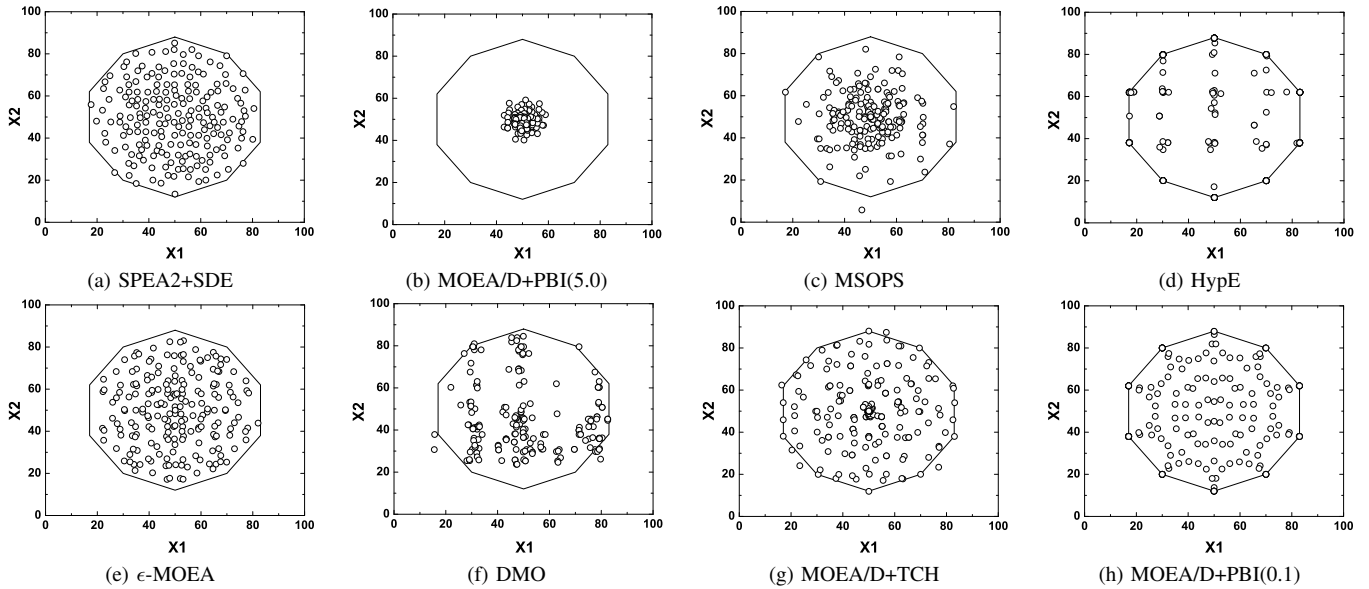 100
80
60
40
20
0
X2
0 20 40 60 80 100
X1
(a) SPEA2+SDE
100
80
60
40
20
0
X2
0 20 40 60 80 100
X1
(b) MOEA/D+PBI(5.0)
100
80
60
40
20
0
X2
0 20 40 60 80 100
X1
(c) MSOPS
100
80
60
40
20
0
X2
0 20 40 60 80 100
X1
(d) HypE
100
80
60
40
20
0
X2
0 20 40 60 80 100
X1
(e) ϵ-MOEA
100
80
60
40
20
0
X2
0 20 40 60 80 100
X1
(f) DMO
100
80
60
40
20
0
X2
0 20 40 60 80 100
X1
(g) MOEA/D+TCH
100
80
60
40
20
0
X2
0 20 40 60 80 100
X1
(h) MOEA/D+PBI(0.1)